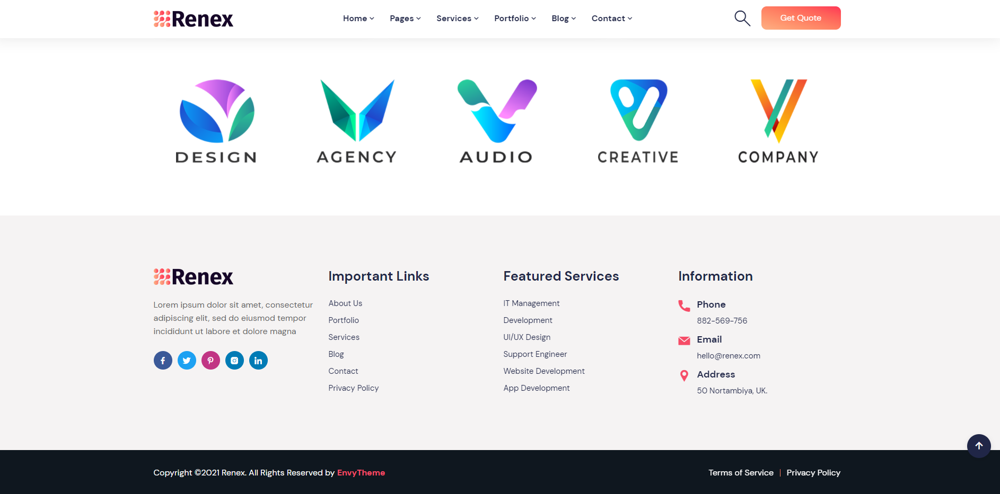 Renex
Home Pages Services Portfolio Blog Contact
Get Quote
DESIGN
AGENCY
AUDIO
CREATIVE
COMPANY
Renex
Lorem ipsum dolor sit amet, consectetur
adipiscing elit, sed do eiusmod tempor
incididunt ut labore et dolore magna
Important Links
About Us
Portfolio
Services
Blog
Contact
Privacy Policy
Featured Services
IT Management
Development
UI/UX Design
Support Engineer
Website Development
App Development
Information
Phone
882-569-756
Email
hello@renex.com
Address
50 Nortambiya, UK.
Copyright ©2021 Renex. All Rights Reserved by EnvyTheme
Terms of Service | Privacy Policy